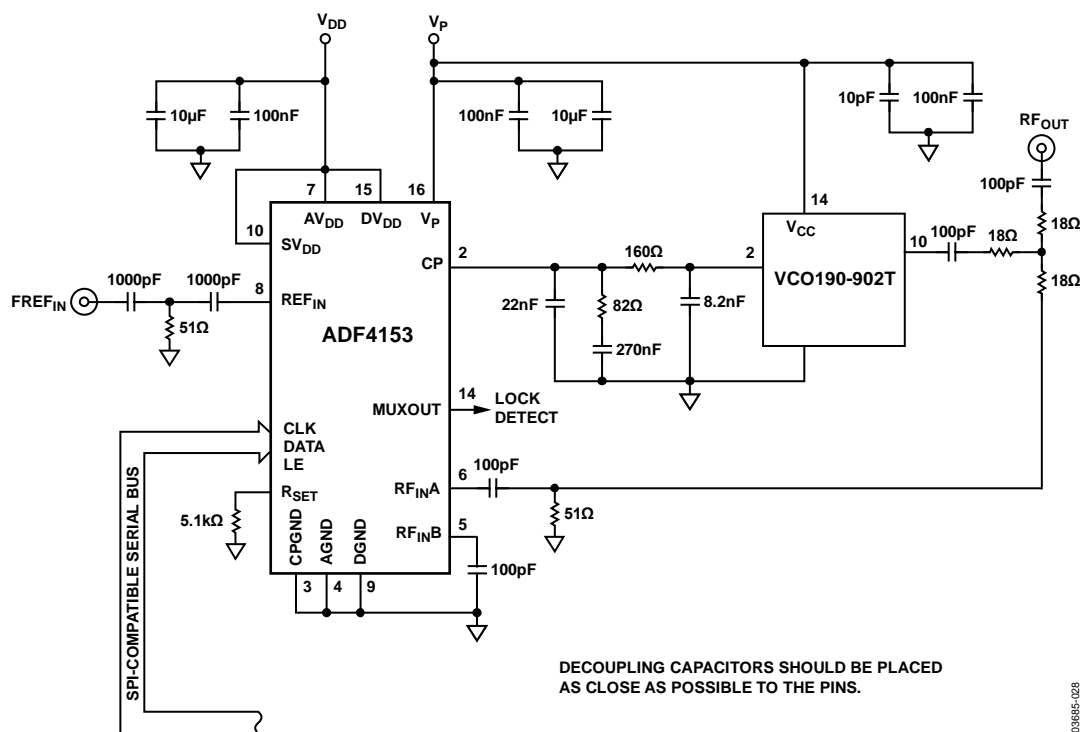 VDD
VP
10µF
100nF
100nF
10µF
10pF
100nF
RFOUT
100pF
18Ω
7
15
16
AVDD
DVDD
VP
10
SVDD
14
VCC
CP
2
160Ω
2
VCO190-902T
10
100pF
18Ω
18Ω
FREFIN
1000pF
1000pF
8
REFIN
51Ω
ADF4153
22nF
82Ω
8.2nF
270nF
MUXOUT
14
LOCK
DETECT
CLK
DATA
LE
100pF
6
RFINA
51Ω
RSET
5.1kΩ
5
RFINB
100pF
CPGND
AGND
DGND
3
4
9
SPI-COMPATIBLE SERIAL BUS
DECOUPLING CAPACITORS SHOULD BE PLACED
AS CLOSE AS POSSIBLE TO THE PINS.
03685-028